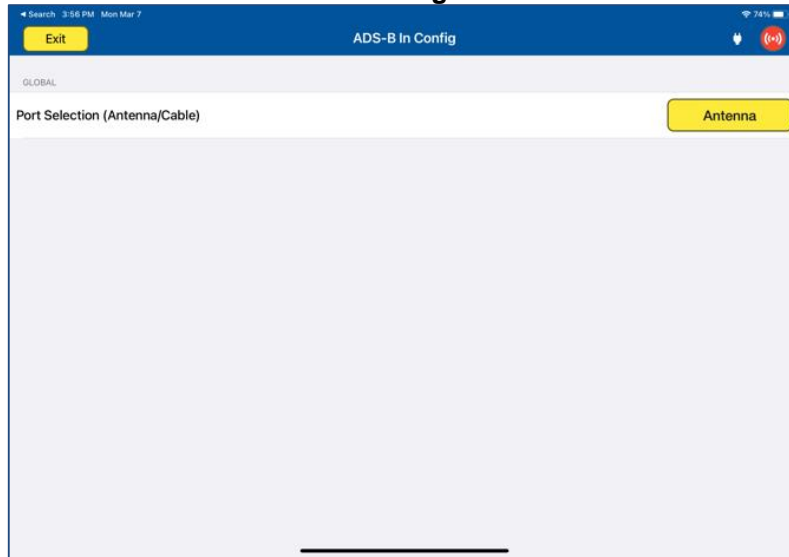 ◄ Search 3:56 PM Mon Mar 7 74%
Exit ADS-B In Config
GLOBAL
Port Selection (Antenna/Cable) Antenna